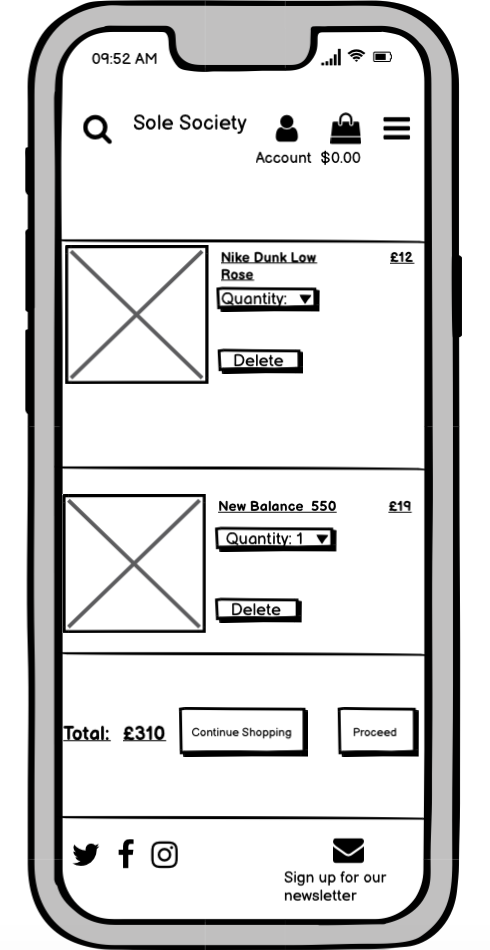 09:52 AM
Sole Society
Account $0.00
Nike Dunk Low £12
Rose
Quantity:
Delete
New Balance 550 £19
Quantity: 1
Delete
Total: £310 Continue Shopping Proceed
Sign up for our
newsletter